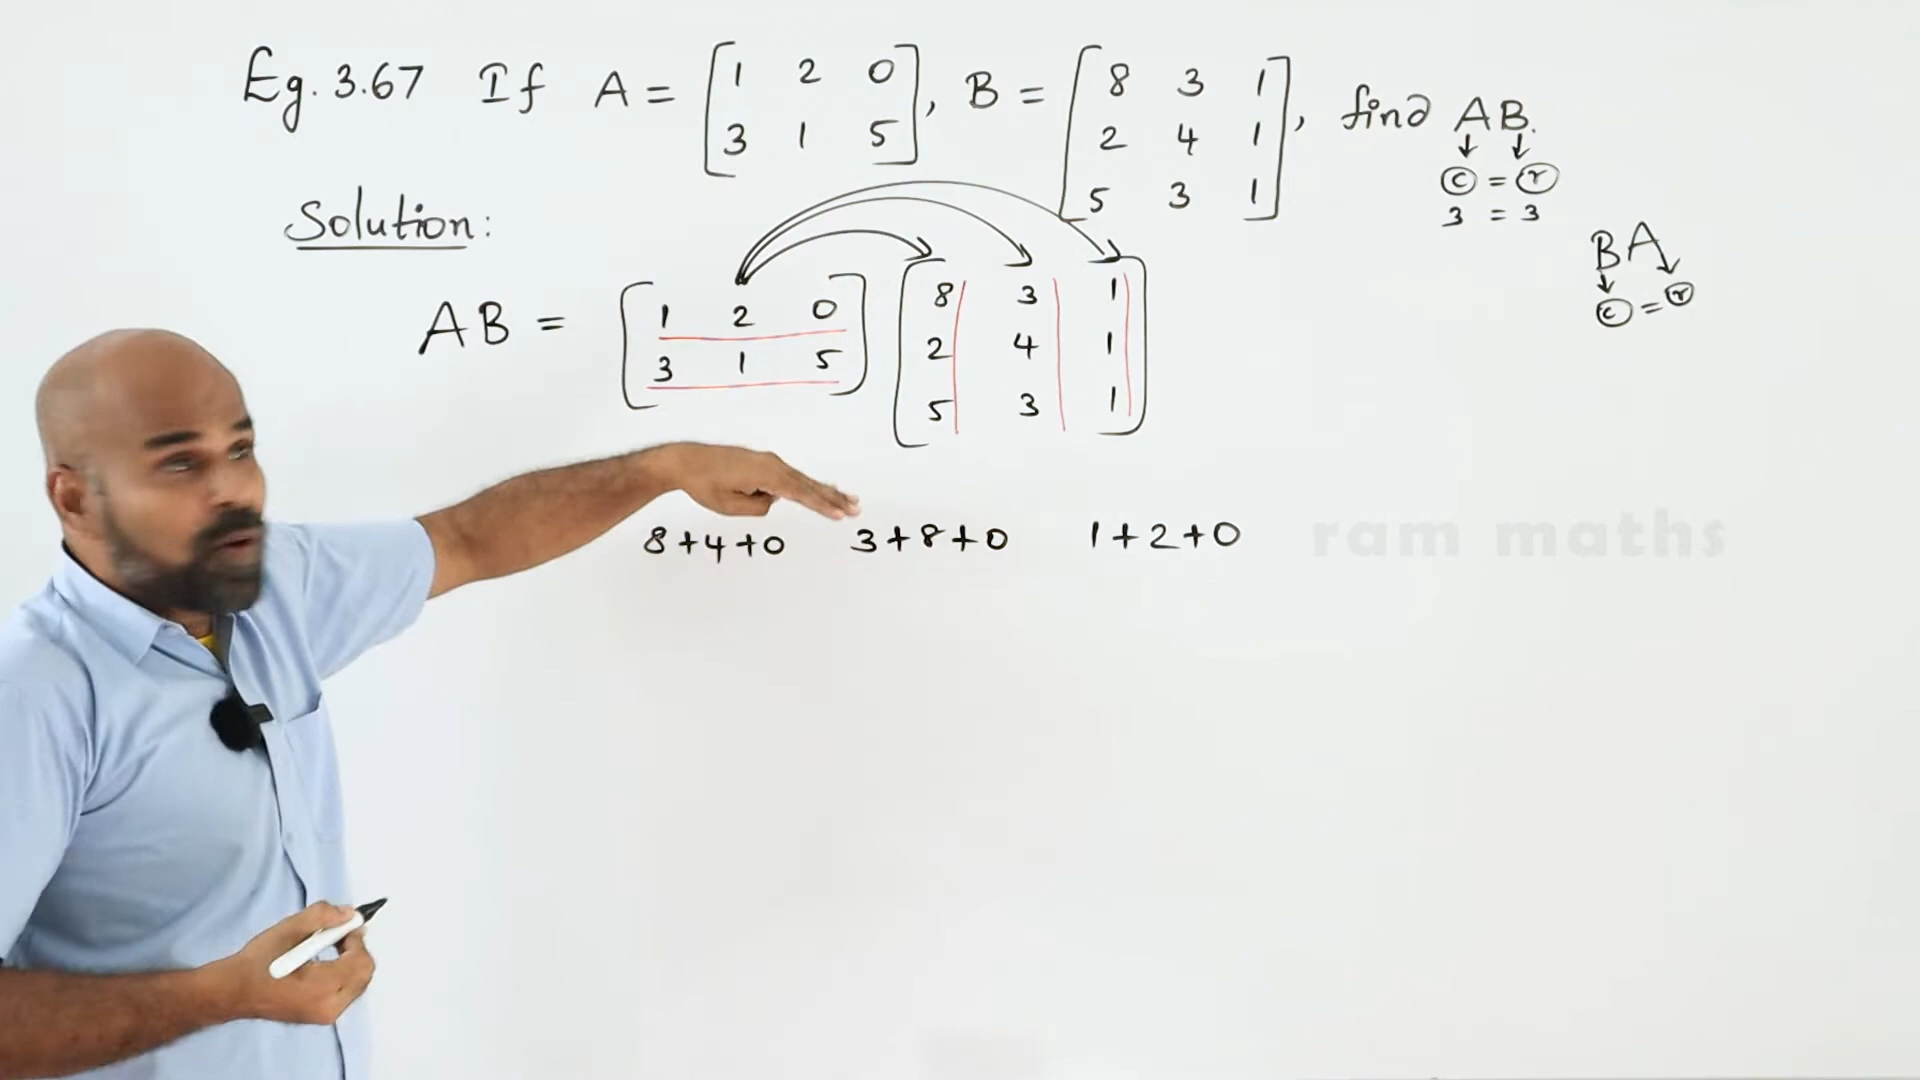 Eg. 3.67 If A = [1 2 0
3 1 5], B = [8 3 1
2 4 1
5 3 1], find AB.
↓ ↓
c = r
3 = 3
BA
↓ ↓
c = r
Solution:
AB = [1 2 0
3 1 5] [8 3 1
2 4 1
5 3 1]
8+4+0 3+8+0 1+2+0
ram maths